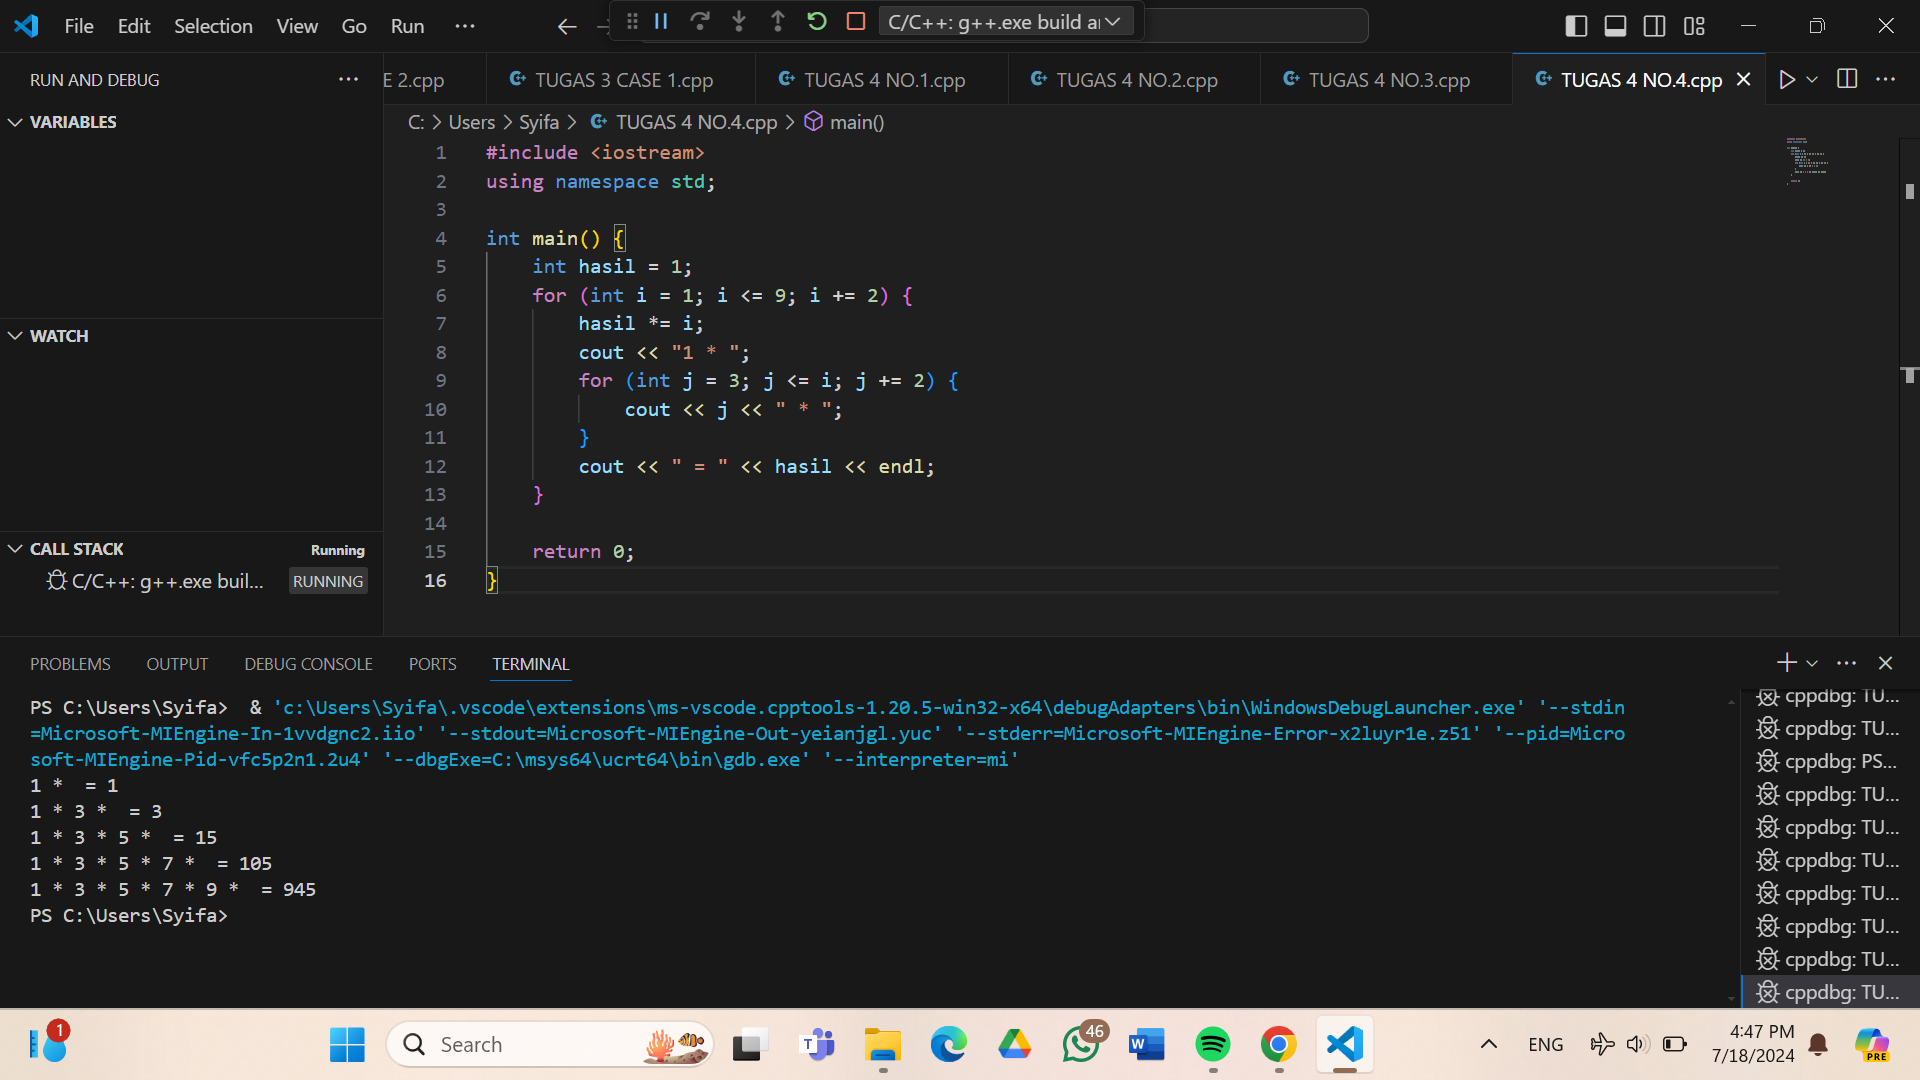 File Edit Selection View Go Run ···
C/C++: g++.exe build a
RUN AND DEBUG ···
E 2.cpp TUGAS 3 CASE 1.cpp TUGAS 4 NO.1.cpp TUGAS 4 NO.2.cpp TUGAS 4 NO.3.cpp TUGAS 4 NO.4.cpp
VARIABLES
WATCH
CALL STACK Running
C/C++: g++.exe buil... RUNNING
C: > Users > Syifa > TUGAS 4 NO.4.cpp > main()
1 #include <iostream>
2 using namespace std;
3
4 int main() {
5 int hasil = 1;
6 for (int i = 1; i <= 9; i += 2) {
7 hasil *= i;
8 cout << "1 * ";
9 for (int j = 3; j <= i; j += 2) {
10 cout << j << " * ";
11 }
12 cout << " = " << hasil << endl;
13 }
14
15 return 0;
16 }
PROBLEMS OUTPUT DEBUG CONSOLE PORTS TERMINAL
PS C:\Users\Syifa> & 'c:\Users\Syifa\.vscode\extensions\ms-vscode.cpptools-1.20.5-win32-x64\debugAdapters\bin\WindowsDebugLauncher.exe' '--stdin
=Microsoft-MIEngine-In-1vvdgnc2.iio' '--stdout=Microsoft-MIEngine-Out-yeianjgl.yuc' '--stderr=Microsoft-MIEngine-Error-x2luyr1e.z51' '--pid=Micro
soft-MIEngine-Pid-vfc5p2n1.2u4' '--dbgExe=C:\msys64\ucrt64\bin\gdb.exe' '--interpreter=mi'
1 *  = 1
1 * 3 *  = 3
1 * 3 * 5 *  = 15
1 * 3 * 5 * 7 *  = 105
1 * 3 * 5 * 7 * 9 *  = 945
PS C:\Users\Syifa>
cppdbg: TU...
cppdbg: TU...
cppdbg: PS...
cppdbg: TU...
cppdbg: TU...
cppdbg: TU...
cppdbg: TU...
cppdbg: TU...
cppdbg: TU...
cppdbg: TU...
1
Search
T
46
W
ENG
4:47 PM
7/18/2024
PRE